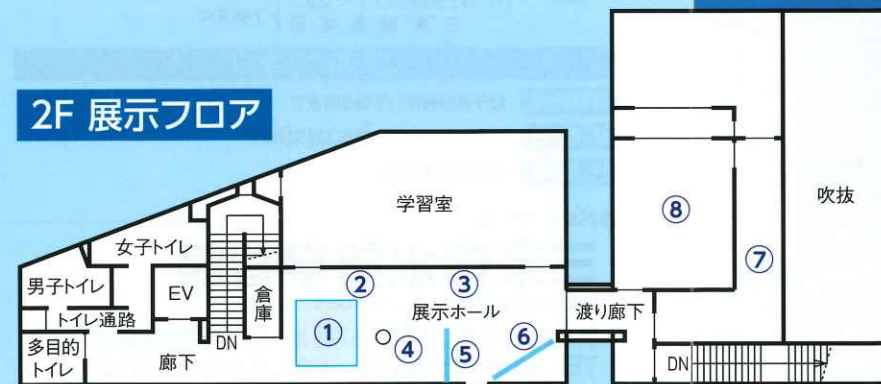 2F 展示フロア
学習室
吹抜
女子トイレ
男子トイレ
EV
倉庫
トイレ通路
多目的
トイレ
廊下
DN
展示ホール
渡り廊下
DN
①
②
③
④
⑤
⑥
⑦
⑧